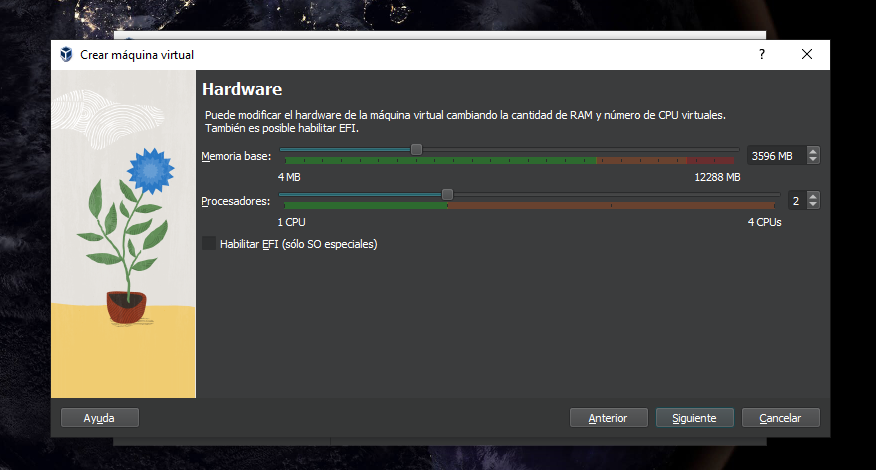 Crear máquina virtual
?
Hardware
Puede modificar el hardware de la máquina virtual cambiando la cantidad de RAM y número de CPU virtuales.
También es posible habilitar EFI.
Memoria base:
3596 MB
4 MB
12288 MB
Procesadores:
2
1 CPU
4 CPUs
Habilitar EFI (sólo SO especiales)
Ayuda
Anterior
Siguiente
Cancelar